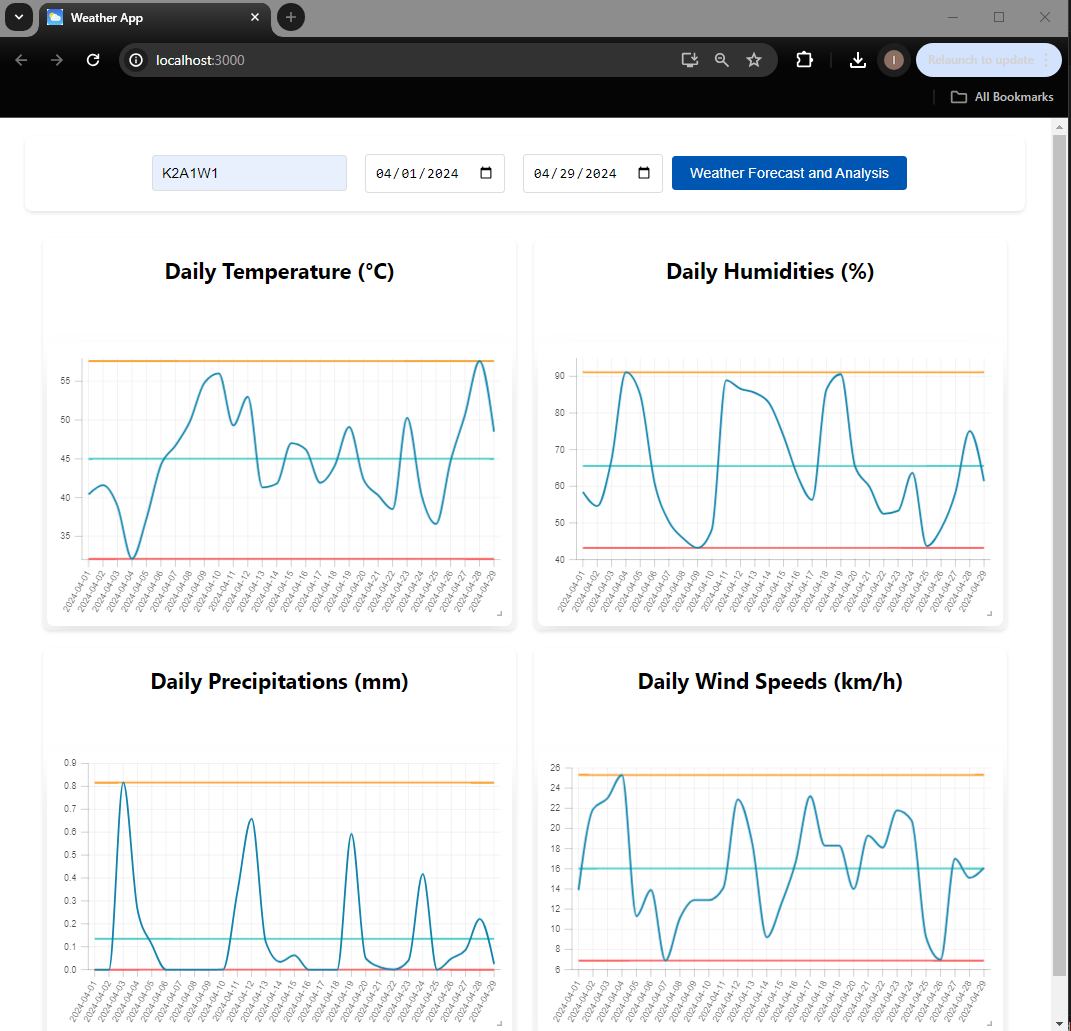 Weather App
localhost:3000
Relaunch to update
All Bookmarks
K2A1W1
04/01/2024
04/29/2024
Weather Forecast and Analysis
Daily Temperature (°C)
55
50
45
40
35
2024-04-01 2024-04-02 2024-04-03 2024-04-04 2024-04-05 2024-04-06 2024-04-07 2024-04-08 2024-04-09 2024-04-10 2024-04-11 2024-04-12 2024-04-13 2024-04-14 2024-04-15 2024-04-16 2024-04-17 2024-04-18 2024-04-19 2024-04-20 2024-04-21 2024-04-22 2024-04-23 2024-04-24 2024-04-25 2024-04-26 2024-04-27 2024-04-28 2024-04-29
Daily Humidities (%)
90
80
70
60
50
40
2024-04-01 2024-04-02 2024-04-03 2024-04-04 2024-04-05 2024-04-06 2024-04-07 2024-04-08 2024-04-09 2024-04-10 2024-04-11 2024-04-12 2024-04-13 2024-04-14 2024-04-15 2024-04-16 2024-04-17 2024-04-18 2024-04-19 2024-04-20 2024-04-21 2024-04-22 2024-04-23 2024-04-24 2024-04-25 2024-04-26 2024-04-27 2024-04-28 2024-04-29
Daily Precipitations (mm)
0.9
0.8
0.7
0.6
0.5
0.4
0.3
0.2
0.1
0.0
2024-04-01 2024-04-02 2024-04-03 2024-04-04 2024-04-05 2024-04-06 2024-04-07 2024-04-08 2024-04-09 2024-04-10 2024-04-11 2024-04-12 2024-04-13 2024-04-14 2024-04-15 2024-04-16 2024-04-17 2024-04-18 2024-04-19 2024-04-20 2024-04-21 2024-04-22 2024-04-23 2024-04-24 2024-04-25 2024-04-26 2024-04-27 2024-04-28 2024-04-29
Daily Wind Speeds (km/h)
26
24
22
20
18
16
14
12
10
8
6
2024-04-01 2024-04-02 2024-04-03 2024-04-04 2024-04-05 2024-04-06 2024-04-07 2024-04-08 2024-04-09 2024-04-10 2024-04-11 2024-04-12 2024-04-13 2024-04-14 2024-04-15 2024-04-16 2024-04-17 2024-04-18 2024-04-19 2024-04-20 2024-04-21 2024-04-22 2024-04-23 2024-04-24 2024-04-25 2024-04-26 2024-04-27 2024-04-28 2024-04-29